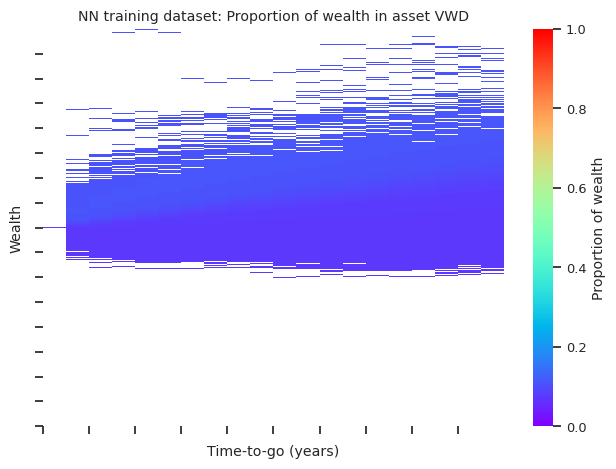 NN training dataset: Proportion of wealth in asset VWD
Wealth
Time-to-go (years)
1.0
0.8
0.6
0.4
0.2
0.0
Proportion of wealth